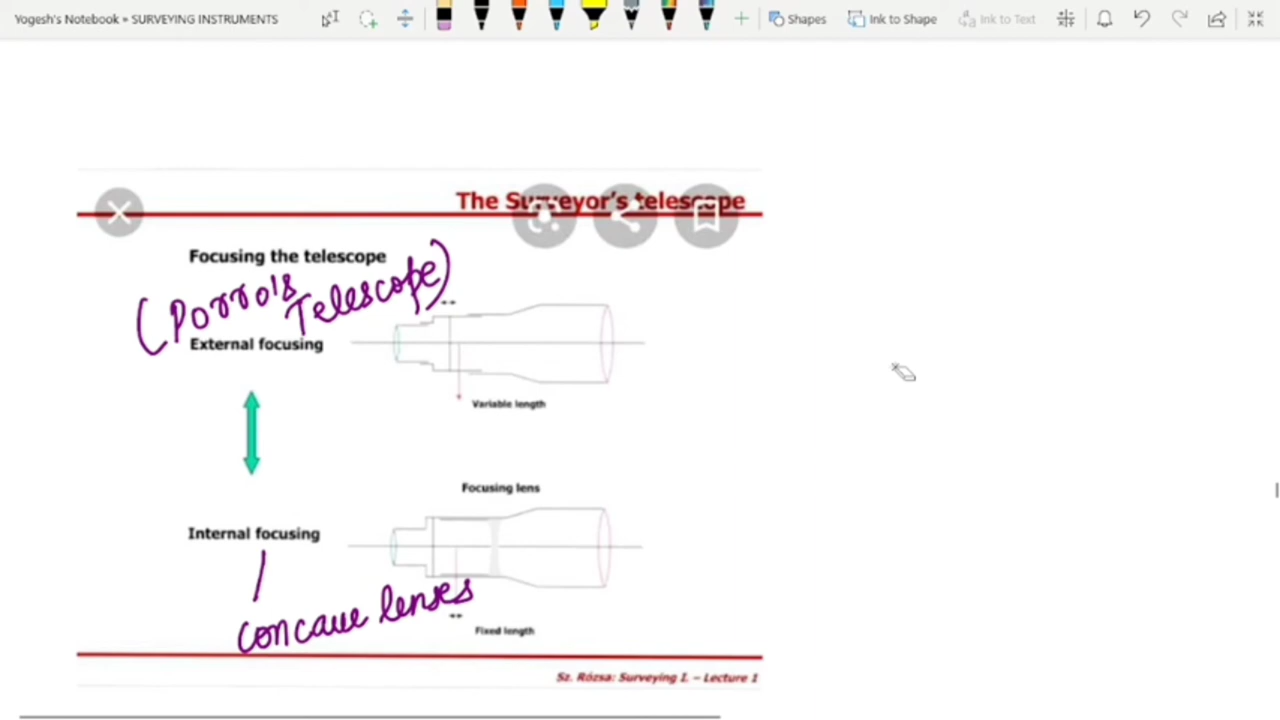 Yogesh's Notebook » SURVEYING INSTRUMENTS
Shapes
Ink to Shape
Ink to Text
The Surveyor's telescope
Focusing the telescope
(Porro's Telescope)
External focusing
Variable length
Focusing lens
Internal focusing
concave lenses
Fixed length
Sz. Rózsa: Surveying I. – Lecture 1